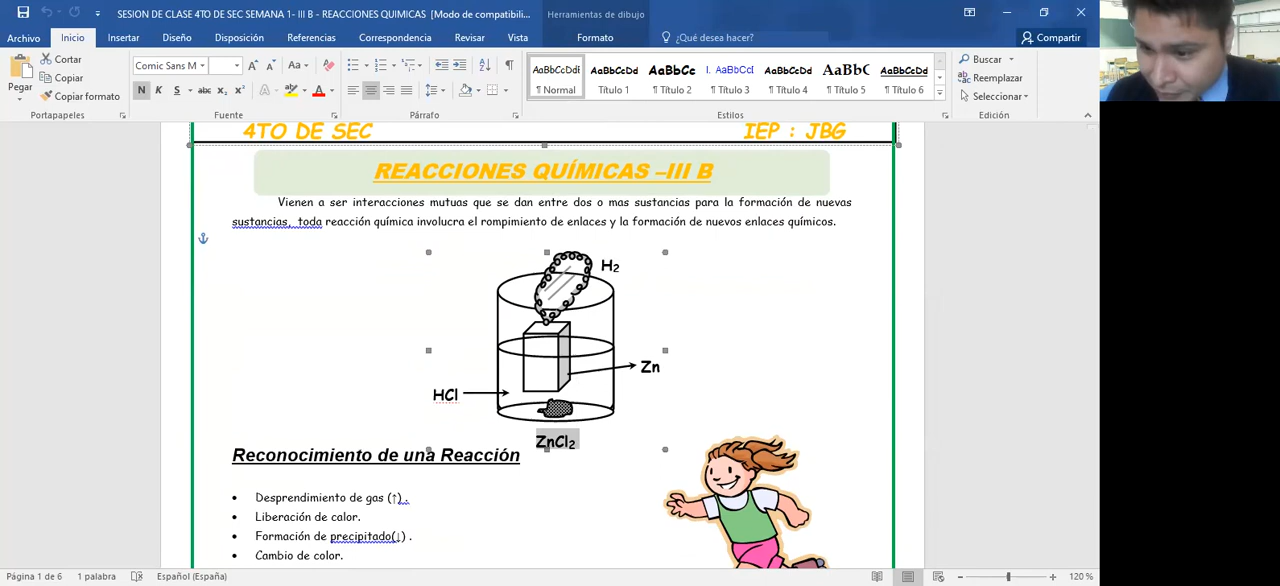 SESION DE CLASE 4TO DE SEC SEMANA 1- III B - REACCIONES QUIMICAS [Modo de compatibili...
Herramientas de dibujo
Archivo Inicio Insertar Diseño Disposición Referencias Correspondencia Revisar Vista Formato ¿Qué desea hacer? Compartir
Pegar
Cortar
Copiar
Copiar formato
Comic Sans M
Aa
N K S abc x₂ x²
A ab A
AaBbCcDdE AaBbCcDd AaBbCc I. AaBbCcI AaBbCcDd AaBbC AaBbCcDd
¶ Normal ¶ Título 1 ¶ Título 2 ¶ Título 3 ¶ Título 4 ¶ Título 5 ¶ Título 6
Buscar
Reemplazar
Seleccionar
Portapapeles Fuente Párrafo Estilos Edición
4TO DE SEC IEP : JBG
REACCIONES QUÍMICAS –III B
Vienen a ser interacciones mutuas que se dan entre dos o mas sustancias para la formación de nuevas
sustancias, toda reacción química involucra el rompimiento de enlaces y la formación de nuevos enlaces químicos.
H₂
Zn
HCl
ZnCl₂
Reconocimiento de una Reacción
• Desprendimiento de gas (↑) .
• Liberación de calor.
• Formación de precipitado(↓) .
• Cambio de color.
Página 1 de 6 1 palabra Español (España) 120 %